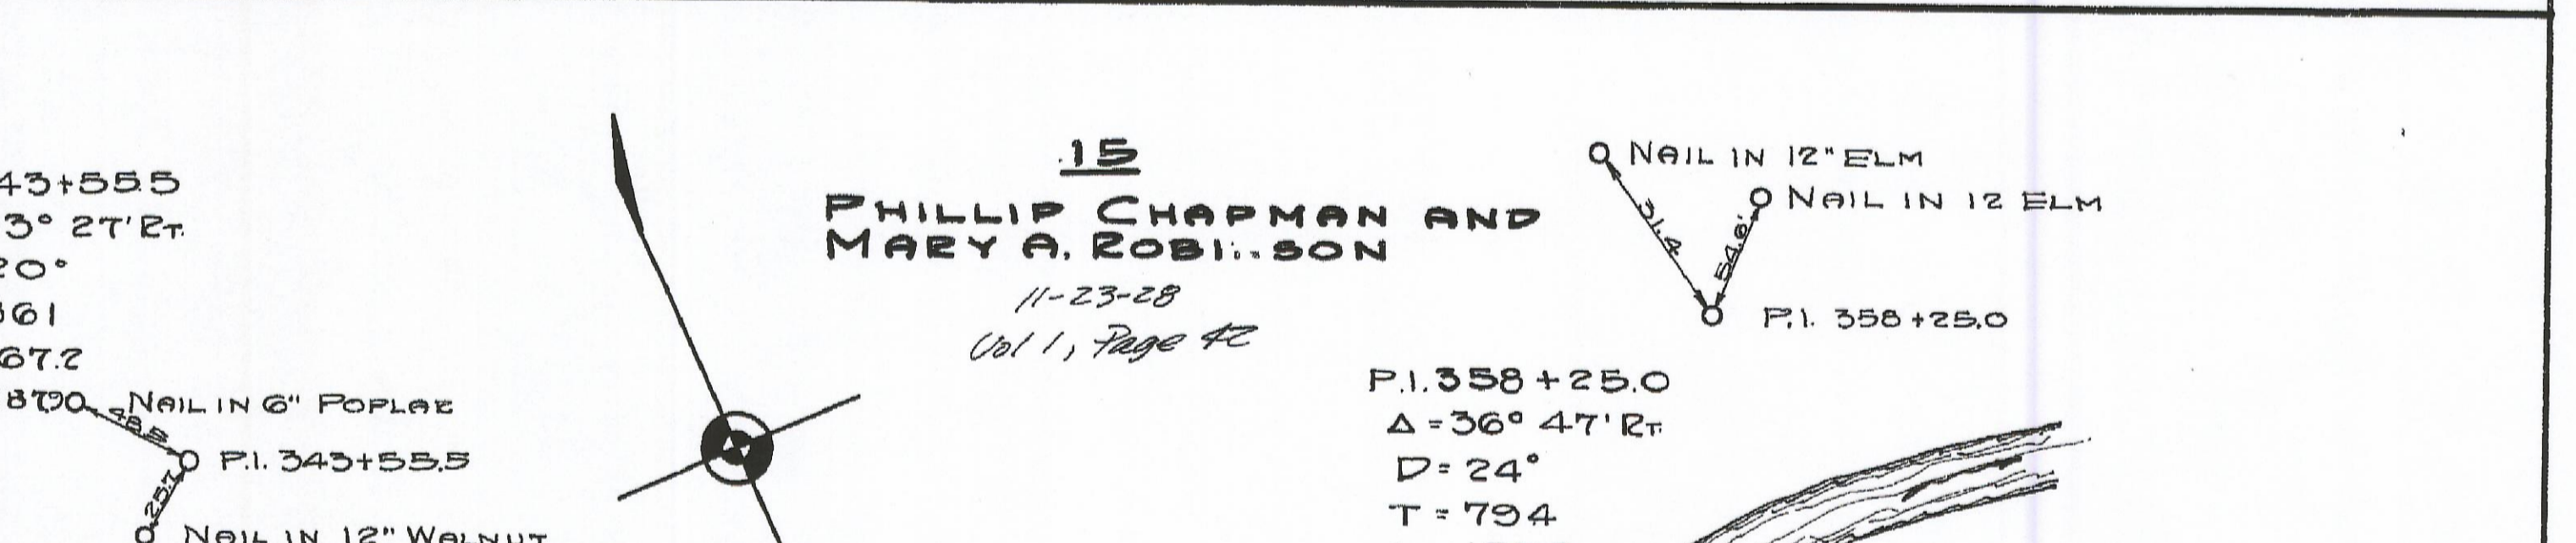 43+55.5
3° 27' Rt.
20°
361
67.2
8790
Nail in 6" Poplar
48.5
P.I. 343+55.5
25.7
Nail in 12" Walnut
15
Phillip Chapman and
Mary A. Robi..son
11-23-28
Vol 1, Page 42
Nail in 12" Elm
Nail in 12 Elm
31.4
54.6'
P.I. 358+25.0
P.I. 358+25.0
Δ = 36° 47' Rt.
D = 24°
T = 794